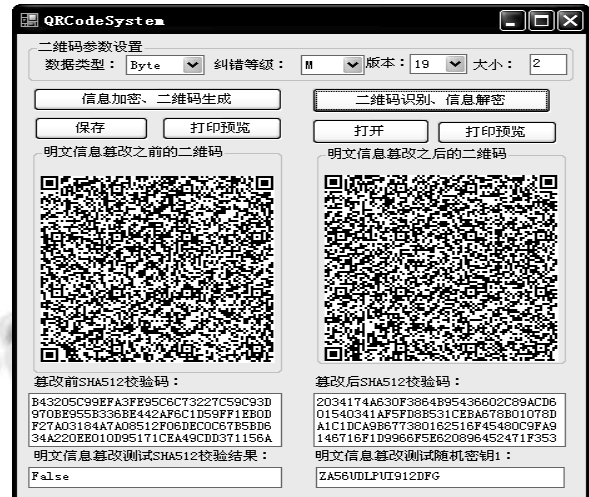 QRCodeSystem
二维码参数设置
数据类型： Byte 纠错等级： M 版本： 19 大小： 2
信息加密、二维码生成 二维码识别、信息解密
保存 打印预览 打开 打印预览
明文信息篡改之前的二维码 明文信息篡改之后的二维码
篡改前SHA512校验码： 篡改后SHA512校验码：
B43205C99EFA3FE95C6C73227C59C93D 2034174A630F3864B95436602C89ACD6
970BE955B336BE442AF6C1D59FF1EB0D 01540341AF5FD8B531CEBA678B01078D
F27A03184A7A08512F06DEC0C67B5BD6 A1C1DCA9B677380162516F45480C9FA9
34A220EE010D95171CEA49CDD371156A 146716F1D9966F5E620896452471F353
明文信息篡改测试SHA512校验结果： 明文信息篡改测试随机密钥1：
False ZA56UDLPUI912DFG